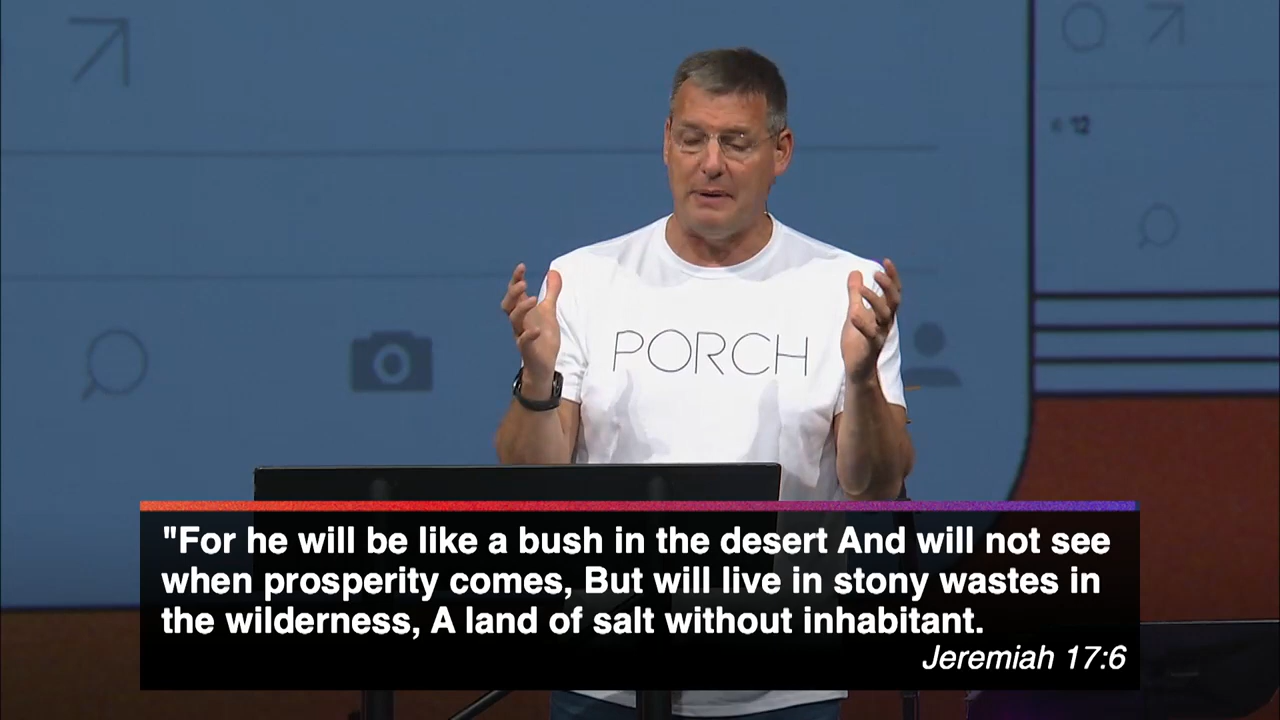 12
PORCH
"For he will be like a bush in the desert And will not see
when prosperity comes, But will live in stony wastes in
the wilderness, A land of salt without inhabitant.
Jeremiah 17:6